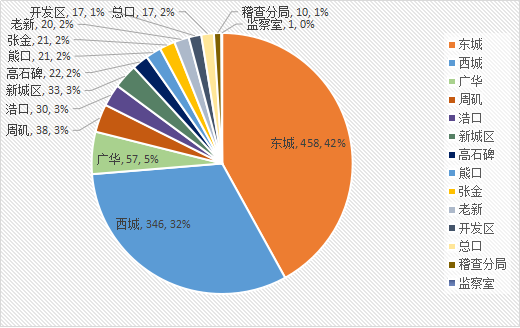 开发区, 17, 1%
总口, 17, 2%
稽查分局, 10, 1%
老新, 20, 2%
监察室, 1, 0%
张金, 21, 2%
熊口, 21, 2%
高石碑, 22, 2%
新城区, 33, 3%
浩口, 30, 3%
周矶, 38, 3%
广华, 57, 5%
东城, 458, 42%
西城, 346, 32%
东城
西城
广华
周矶
浩口
新城区
高石碑
熊口
张金
老新
开发区
总口
稽查分局
监察室